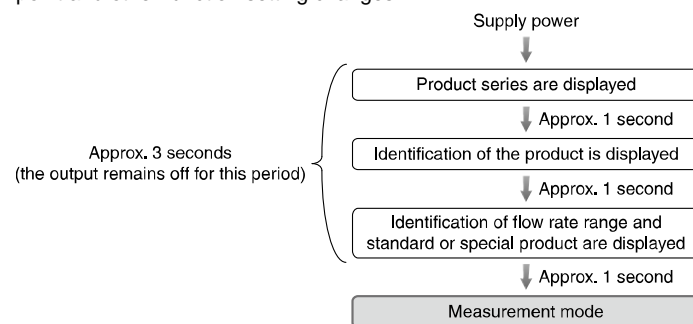 Supply power
Product series are displayed
Approx. 1 second
Approx. 3 seconds
(the output remains off for this period)
Identification of the product is displayed
Approx. 1 second
Identification of flow rate range and
standard or special product are displayed
Approx. 1 second
Measurement mode